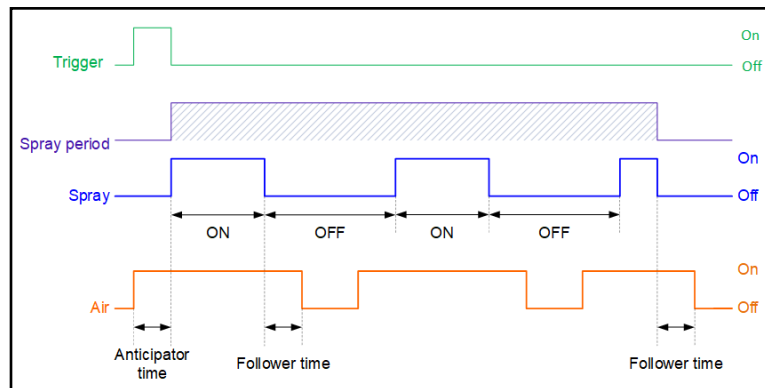 On
Trigger
Off
Spray period
On
Spray
Off
ON OFF ON OFF
On
Air
Off
Anticipator
time
Follower time
Follower time